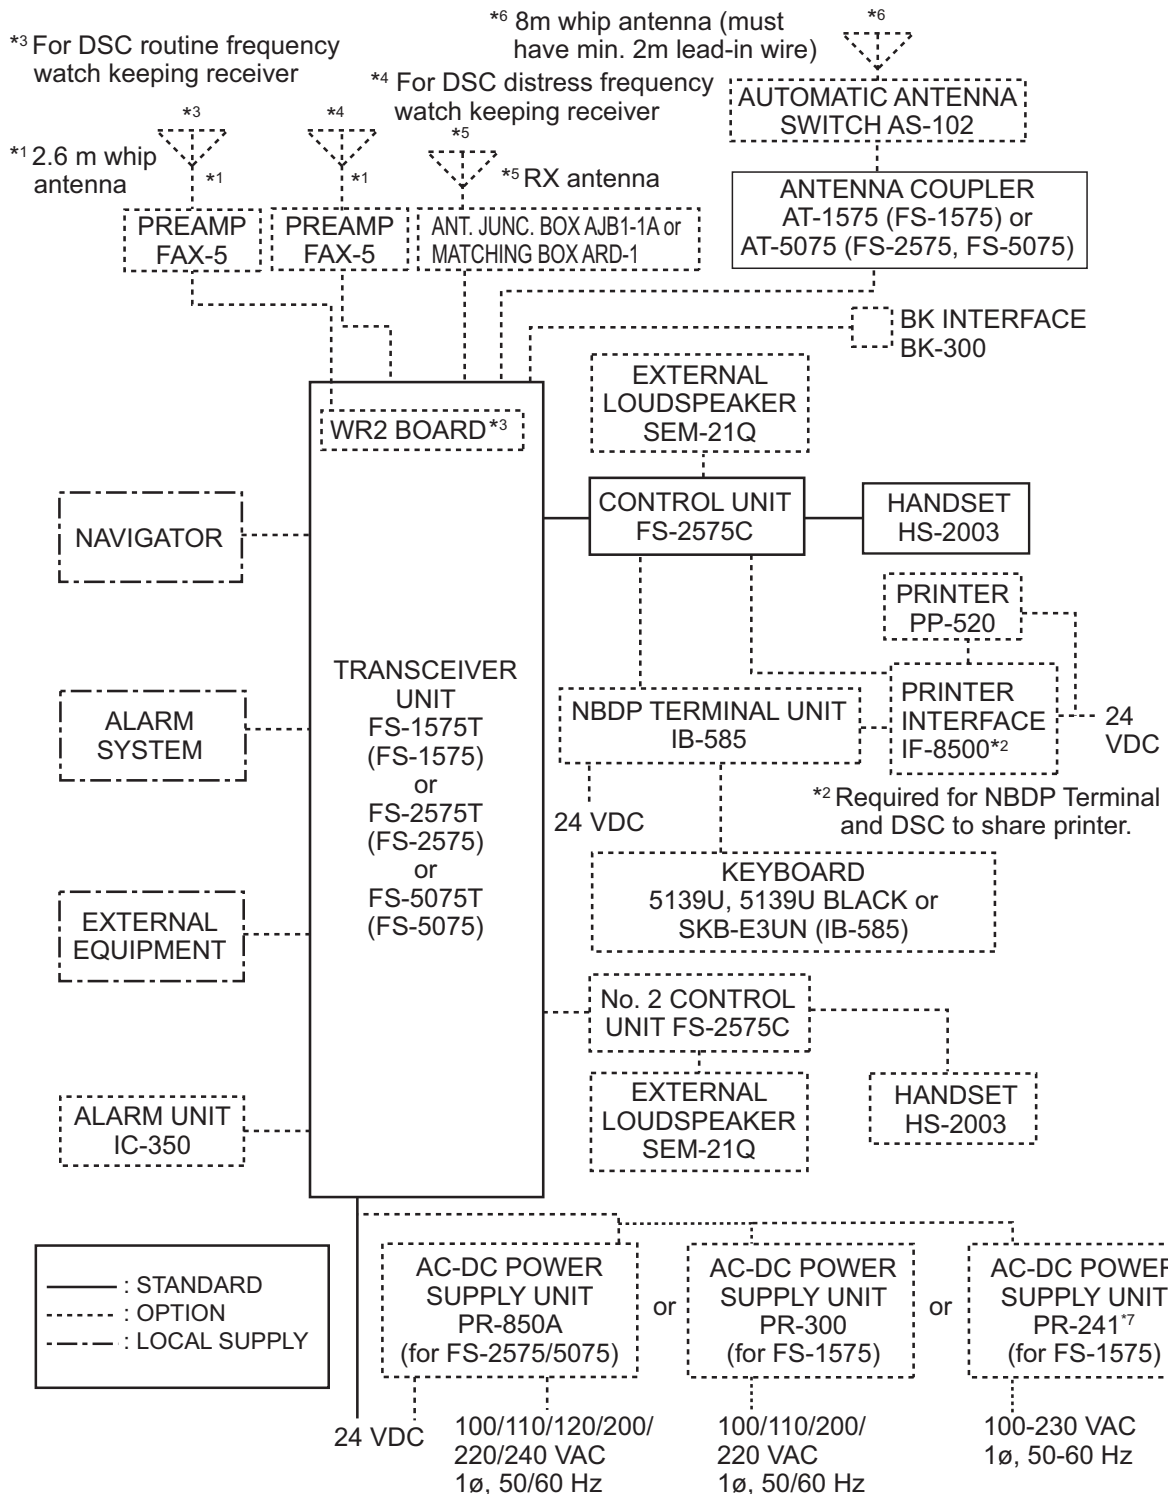 *6 8m whip antenna (must
have min. 2m lead-in wire)
*6
*3 For DSC routine frequency
watch keeping receiver
*4 For DSC distress frequency
watch keeping receiver
AUTOMATIC ANTENNA
SWITCH AS-102
*3
*4
*5
*1 2.6 m whip
antenna
*1
*1
*5 RX antenna
PREAMP
FAX-5
PREAMP
FAX-5
ANT. JUNC. BOX AJB1-1A or
MATCHING BOX ARD-1
ANTENNA COUPLER
AT-1575 (FS-1575) or
AT-5075 (FS-2575, FS-5075)
BK INTERFACE
BK-300
EXTERNAL
LOUDSPEAKER
SEM-21Q
WR2 BOARD*3
CONTROL UNIT
FS-2575C
HANDSET
HS-2003
NAVIGATOR
PRINTER
PP-520
TRANSCEIVER
UNIT
FS-1575T
(FS-1575)
or
FS-2575T
(FS-2575)
or
FS-5075T
(FS-5075)
NBDP TERMINAL UNIT
IB-585
PRINTER
INTERFACE
IF-8500*2
24
VDC
ALARM
SYSTEM
24 VDC
*2 Required for NBDP Terminal
and DSC to share printer.
KEYBOARD
5139U, 5139U BLACK or
SKB-E3UN (IB-585)
EXTERNAL
EQUIPMENT
No. 2 CONTROL
UNIT FS-2575C
EXTERNAL
LOUDSPEAKER
SEM-21Q
HANDSET
HS-2003
ALARM UNIT
IC-350
: STANDARD
: OPTION
: LOCAL SUPPLY
AC-DC POWER
SUPPLY UNIT
PR-850A
(for FS-2575/5075)
or
AC-DC POWER
SUPPLY UNIT
PR-300
(for FS-1575)
or
AC-DC POWER
SUPPLY UNIT
PR-241*7
(for FS-1575)
24 VDC
100/110/120/200/
220/240 VAC
1ø, 50/60 Hz
100/110/200/
220 VAC
1ø, 50/60 Hz
100-230 VAC
1ø, 50-60 Hz